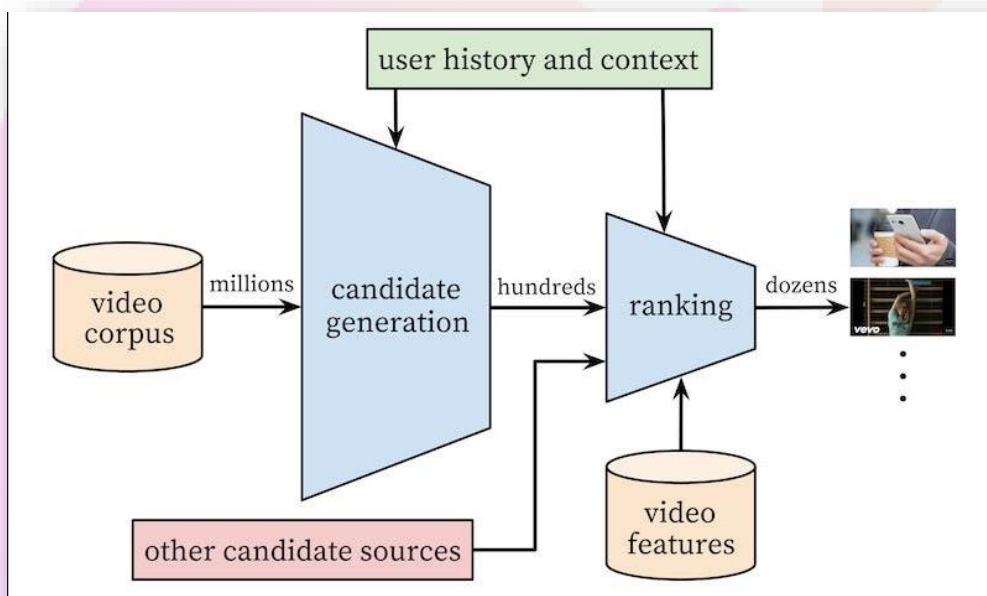 user history and context
video
corpus
millions
candidate
generation
hundreds
ranking
dozens
vevo
other candidate sources
video
features